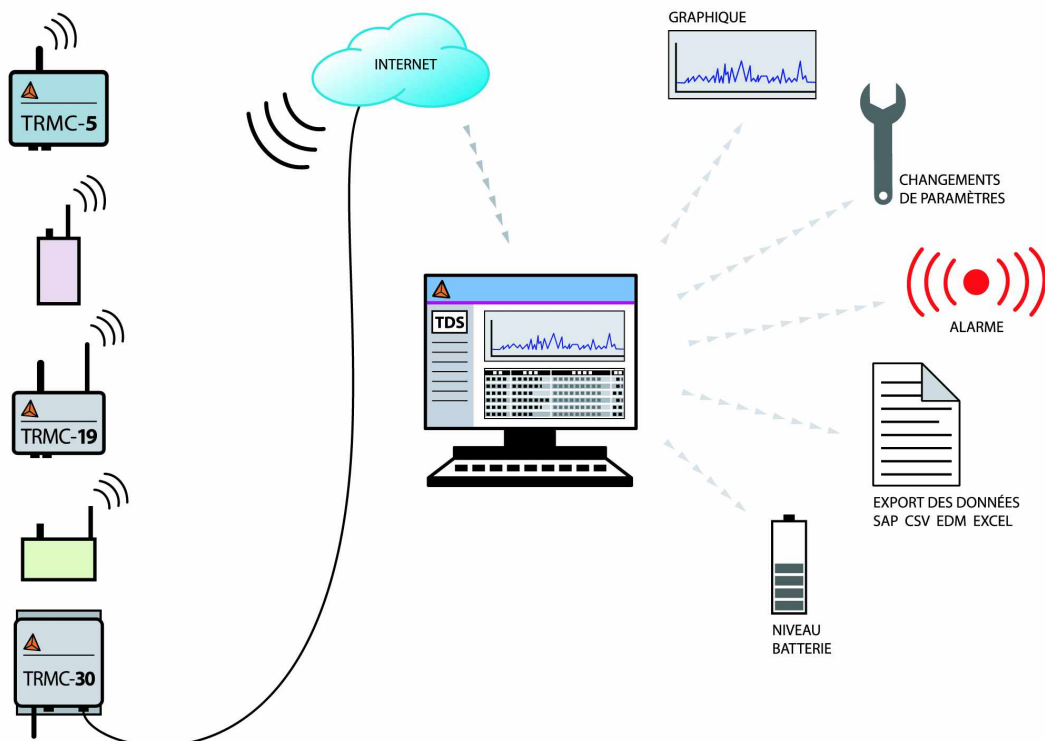 GRAPHIQUE
INTERNET
TRMC-5
CHANGEMENTS
DE PARAMÈTRES
TDS
ALARME
TRMC-19
EXPORT DES DONNÉES
SAP CSV EDM EXCEL
NIVEAU
BATTERIE
TRMC-30